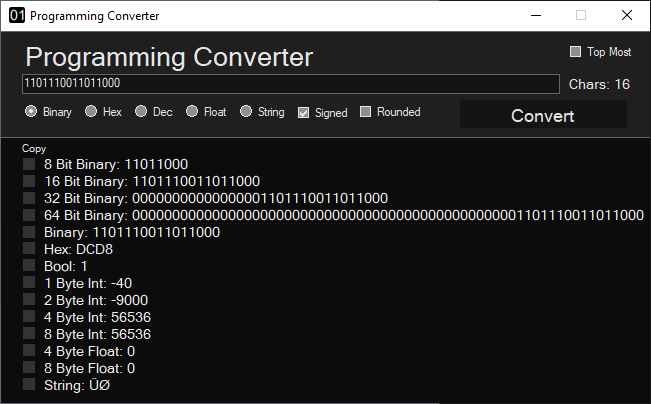 01 Programming Converter
Programming Converter
Top Most
1101110011011000
Chars: 16
Binary Hex Dec Float String Signed Rounded
Convert
Copy
8 Bit Binary: 11011000
16 Bit Binary: 1101110011011000
32 Bit Binary: 00000000000000001101110011011000
64 Bit Binary: 0000000000000000000000000000000000000000000000001101110011011000
Binary: 1101110011011000
Hex: DCD8
Bool: 1
1 Byte Int: -40
2 Byte Int: -9000
4 Byte Int: 56536
8 Byte Int: 56536
4 Byte Float: 0
8 Byte Float: 0
String: ÜØ